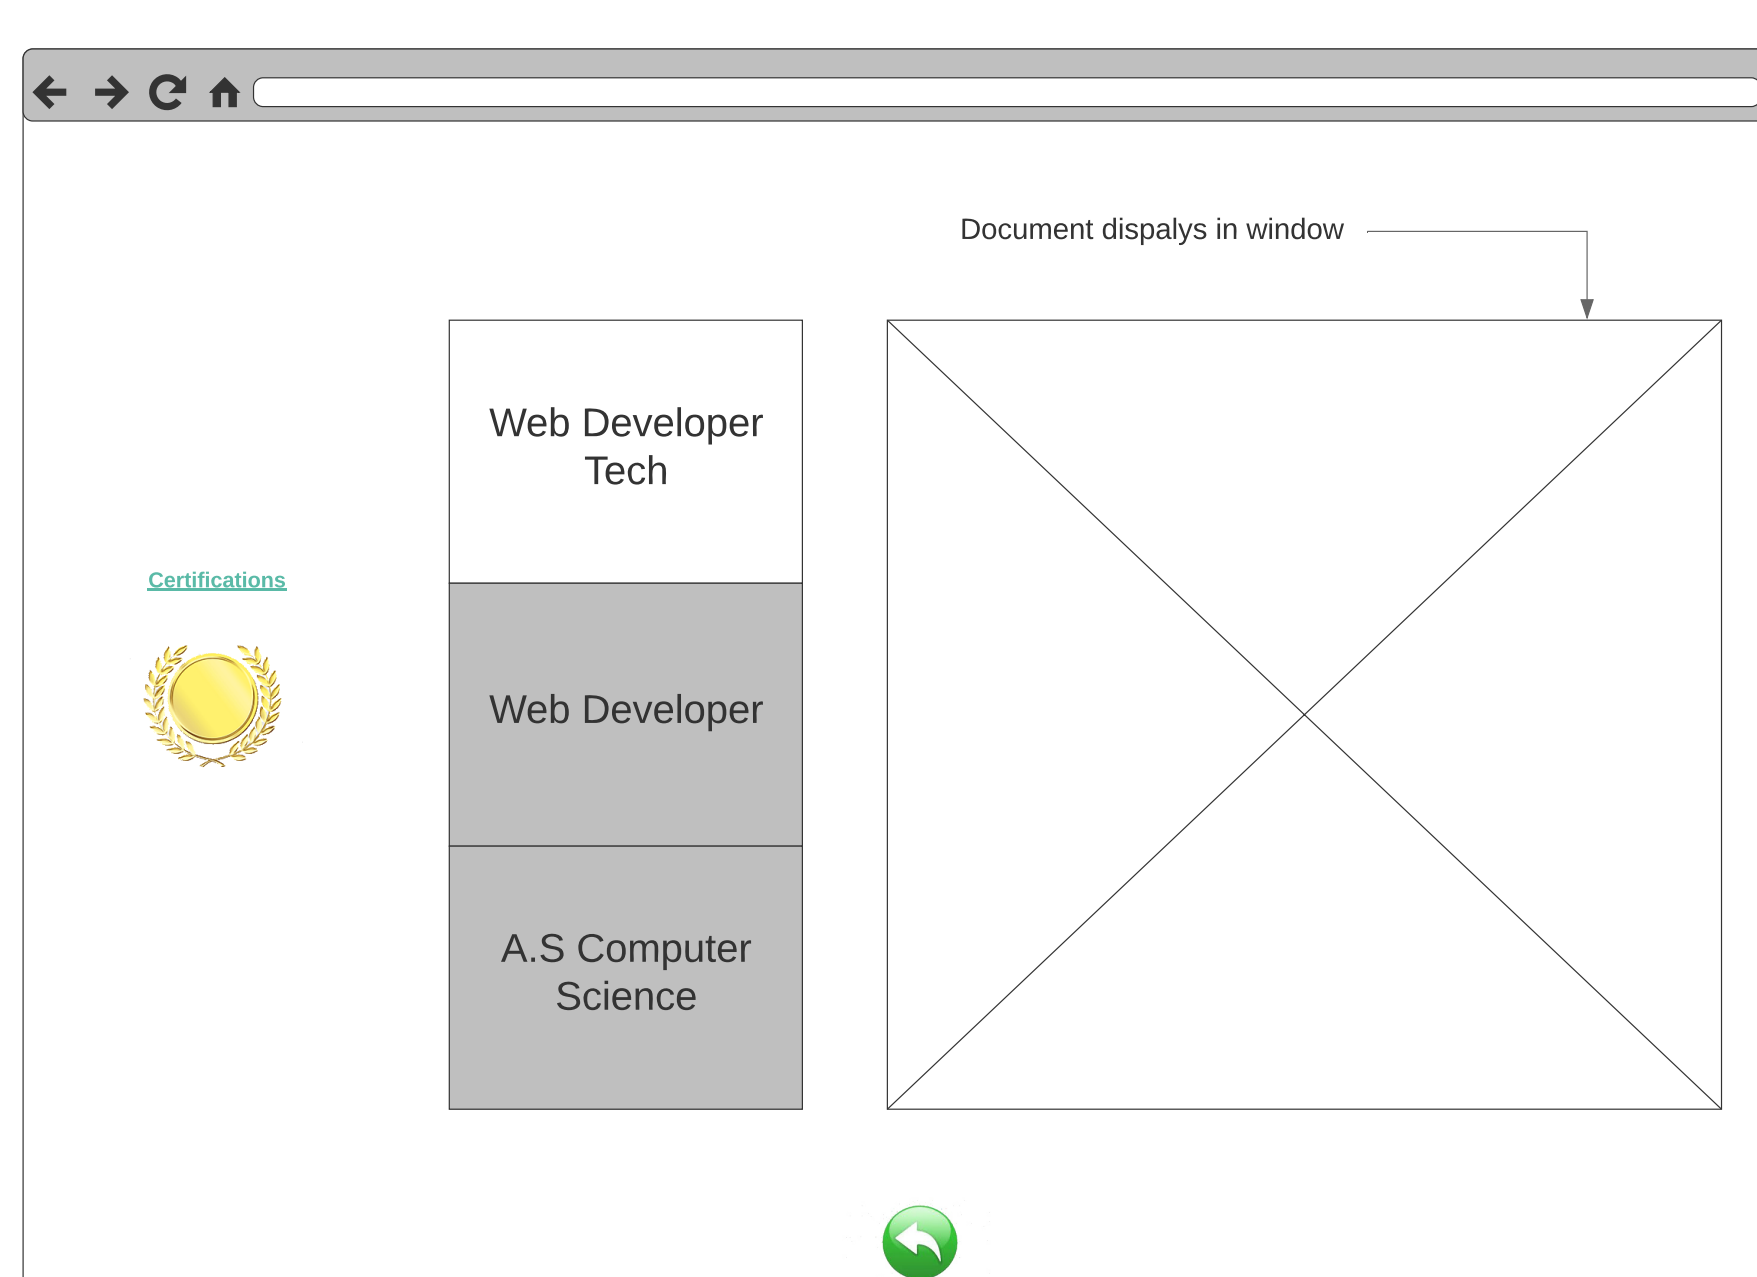 Document dispalys in window
Web Developer
Tech
Certifications
Web Developer
A.S Computer
Science